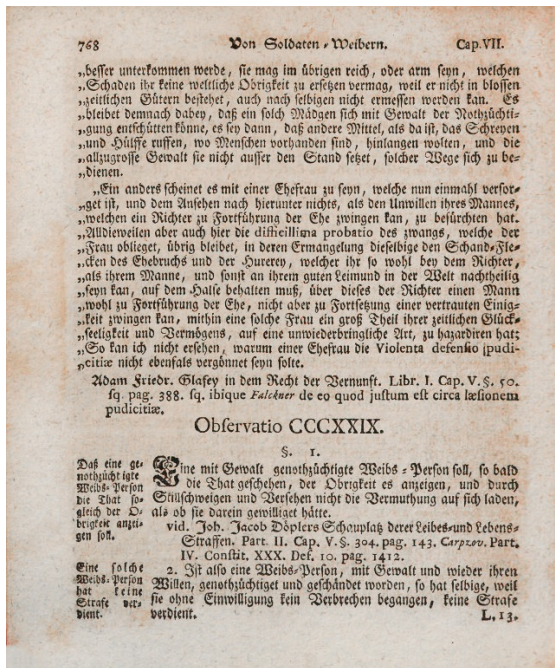 768 Von Soldaten-Weibern. Cap.VII.
„besser unterkommen werde, sie mag im übrigen reich, oder arm seyn, welchen
„Schaden ihr keine weltliche Obrigkeit zu ersetzen vermag, weil er nicht in blossen
„zeitlichen Gütern bestehet, auch nach selbigen nicht ermessen werden kan. Es
„bleibet demnach dabey, daß ein solch Mädgen sich mit Gewalt der Nothzüchti-
„gung entschütten könne, es sey dann, daß andere Mittel, als da ist, das Schreyen
„und Hülffe ruffen, wo Menschen vorhanden sind, hinlangen wolten, und die
„allzugrosse Gewalt sie nicht ausser den Stand setzet, solcher Wege sich zu be-
„dienen.
„Ein anders scheinet es mit einer Ehefrau zu seyn, welche nun einmahl versor-
„get ist, und dem Ansehen nach hierunter nichts, als den Unwillen ihres Mannes,
„welchen ein Richter zu Fortführung der Ehe zwingen kan, zu befürchten hat.
„Alldieweilen aber auch hier die difficillima probatio des zwangs, welche der
„Frau oblieget, übrig bleibet, in deren Ermangelung dieselbige den Schand-Fle-
„cken des Ehebruchs und der Hurerey, welcher ihr so wohl bey dem Richter,
„als ihrem Manne, und sonst an ihrem guten Leimund in der Welt nachtheilig
„seyn kan, auf dem Halse behalten muß, über dieses der Richter einen Mann
„wohl zu Fortführung der Ehe, nicht aber zu Fortsetzung einer vertrauten Einig-
„keit zwingen kan, mithin eine solche Frau ein groß Theil ihrer zeitlichen Glück-
„seeligkeit und Vermögens, auf eine unwiederbringliche Art, zu hazardiren hat;
„So kan ich nicht ersehen, warum einer Ehefrau die Violenta defensio pudi-
„citiæ nicht ebenfals vergönnet seyn solte.
Adam Friedr. Glafey in dem Recht der Vernunft. Libr. I. Cap. V. §. 50.
sq. pag. 388. sq. ibique Falckner de eo quod justum est circa læsionem
pudicitiæ.
Observatio CCCXXIX.
§. 1.
Daß eine ge-
nothzüchtigte
Weibs-Person
die That so-
gleich der O-
brigkeit anzei-
gen soll.
Eine mit Gewalt genothzüchtigte Weibs-Person soll, so bald
die That geschehen, der Obrigkeit es anzeigen, und durch
Stillschweigen und Versehen nicht die Vermuthung auf sich laden,
als ob sie darein gewilliget hätte.
vid. Joh. Jacob Döplers Schauplatz derer Leibes-und Lebens-
Straffen. Part. II. Cap. V. §. 304. pag. 143. Carpzov. Part.
IV. Constit. XXX. Def. 10. pag. 1412.
Eine solche
Weibs-Person
hat keine
Strafe ver-
dient.
2. Ist also eine Weibs-Person, mit Gewalt und wieder ihren
Willen, genothzüchtiget und geschändet worden, so hat selbige, weil
sie ohne Einwilligung kein Verbrechen begangen, keine Strafe
verdient. L. 13.